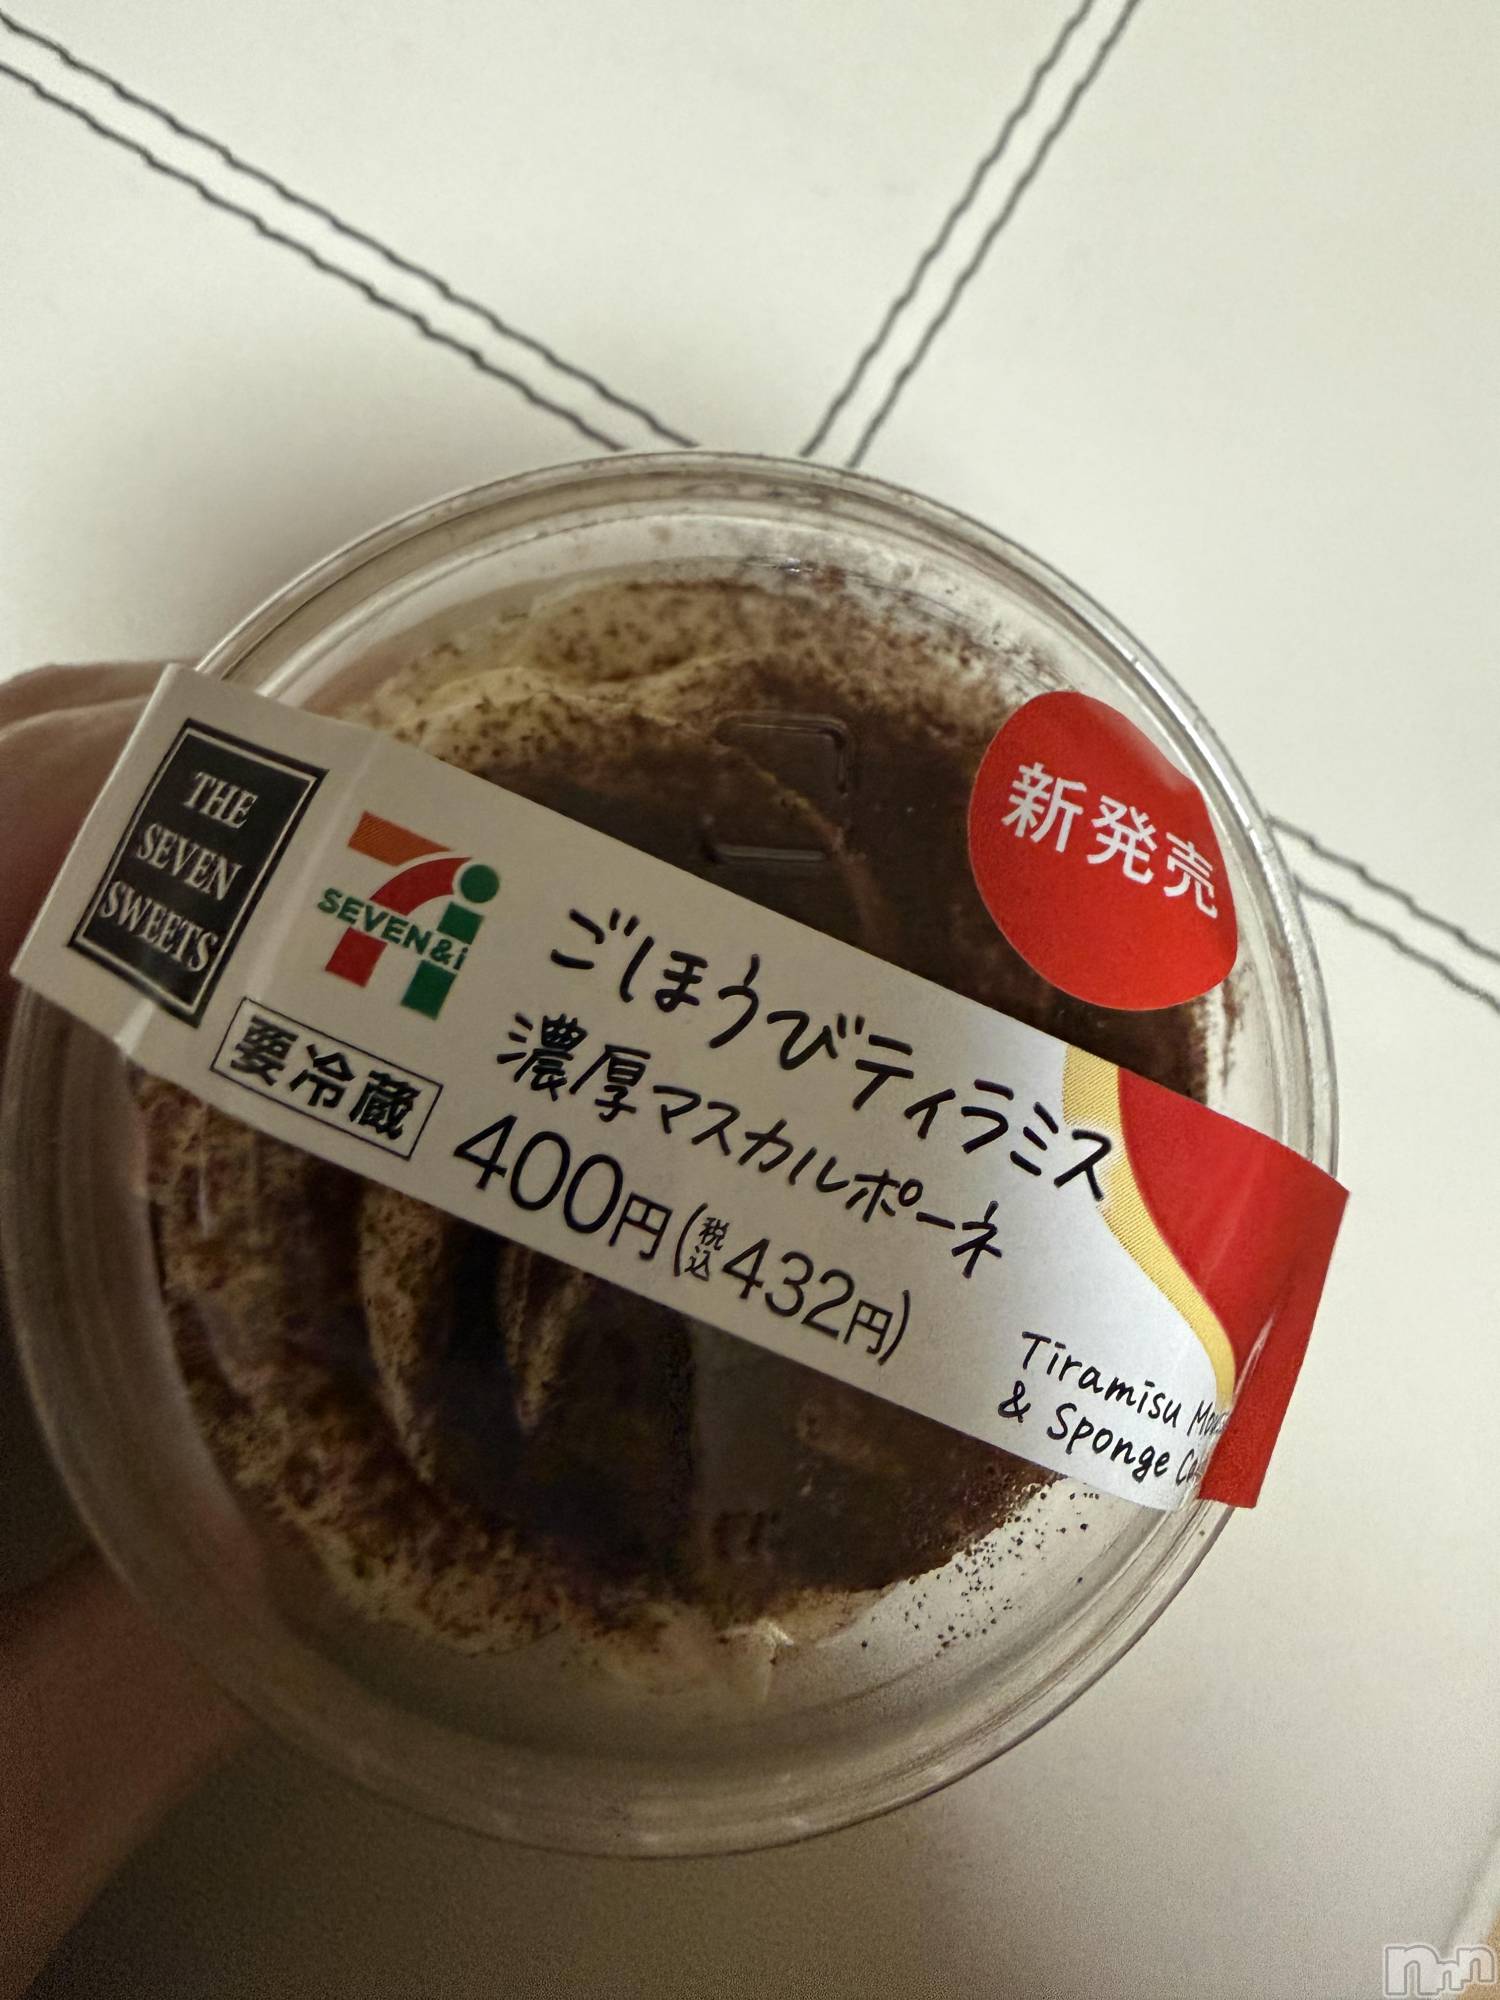 新発売
THE
SEVEN
SWEETS
SEVEN&i
ごほうびティラミス
濃厚マスカルポーネ
要冷蔵
400円(税込432円)
Tiramisu
& Sponge
nnn